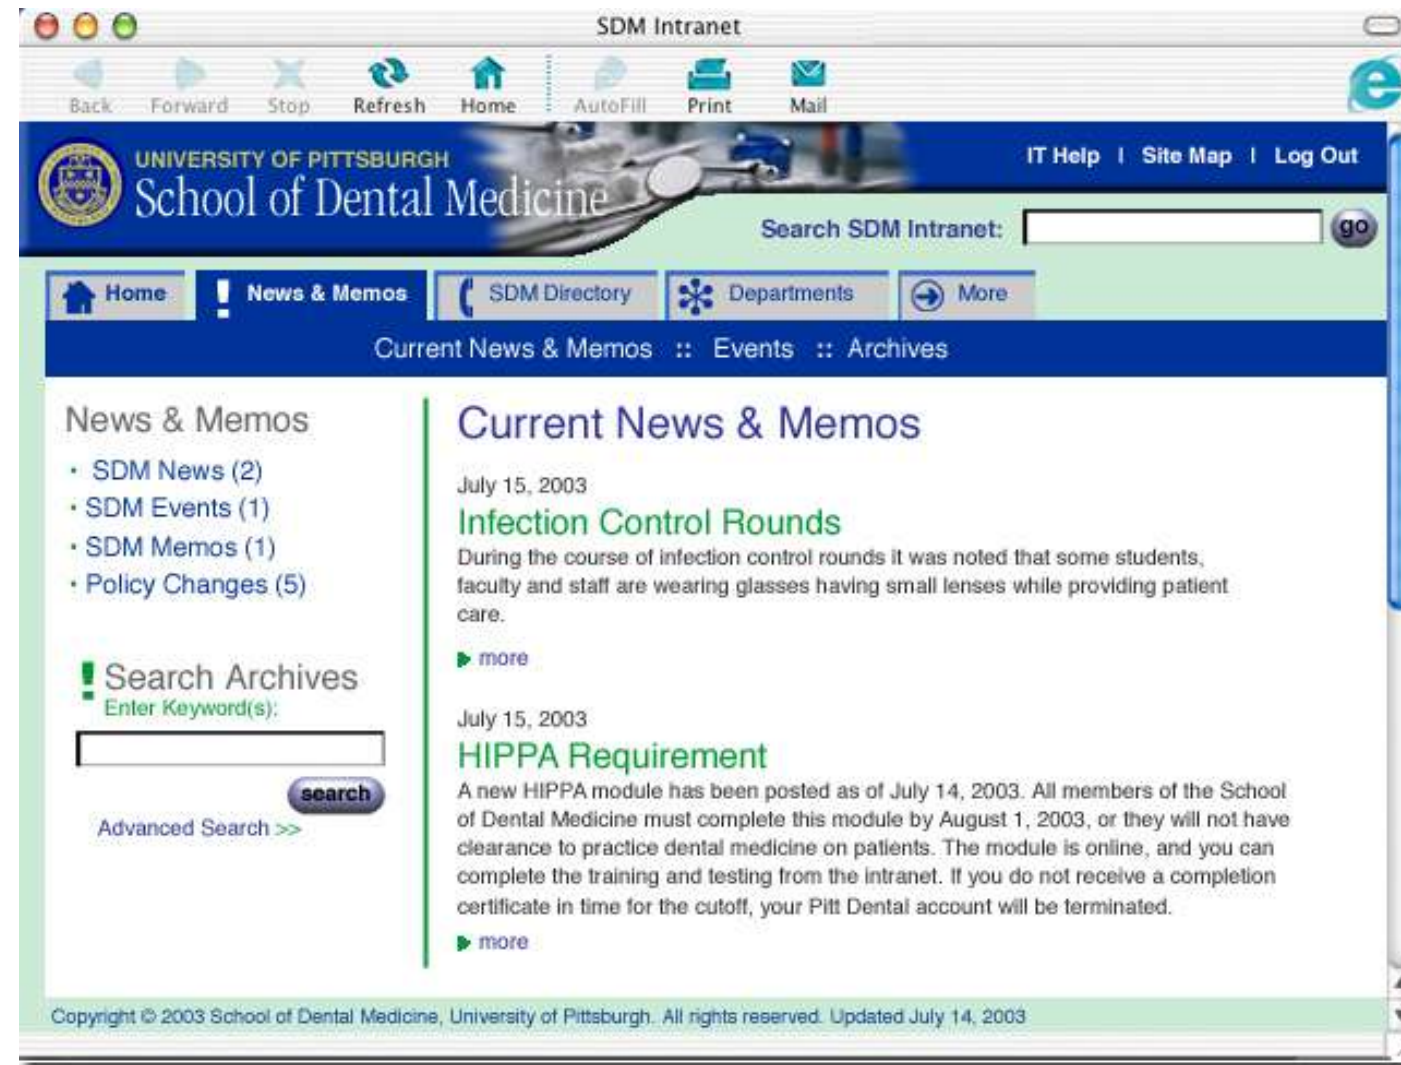 SDM Intranet
Back Forward Stop Refresh Home AutoFill Print Mail
UNIVERSITY OF PITTSBURGH
School of Dental Medicine
IT Help | Site Map | Log Out
Search SDM Intranet: go
Home News & Memos SDM Directory Departments More
Current News & Memos :: Events :: Archives
News & Memos
· SDM News (2)
· SDM Events (1)
· SDM Memos (1)
· Policy Changes (5)
! Search Archives
Enter Keyword(s):
search
Advanced Search >>
Current News & Memos
July 15, 2003
Infection Control Rounds
During the course of infection control rounds it was noted that some students,
faculty and staff are wearing glasses having small lenses while providing patient
care.
more
July 15, 2003
HIPPA Requirement
A new HIPPA module has been posted as of July 14, 2003. All members of the School
of Dental Medicine must complete this module by August 1, 2003, or they will not have
clearance to practice dental medicine on patients. The module is online, and you can
complete the training and testing from the intranet. If you do not receive a completion
certificate in time for the cutoff, your Pitt Dental account will be terminated.
more
Copyright © 2003 School of Dental Medicine, University of Pittsburgh. All rights reserved. Updated July 14, 2003